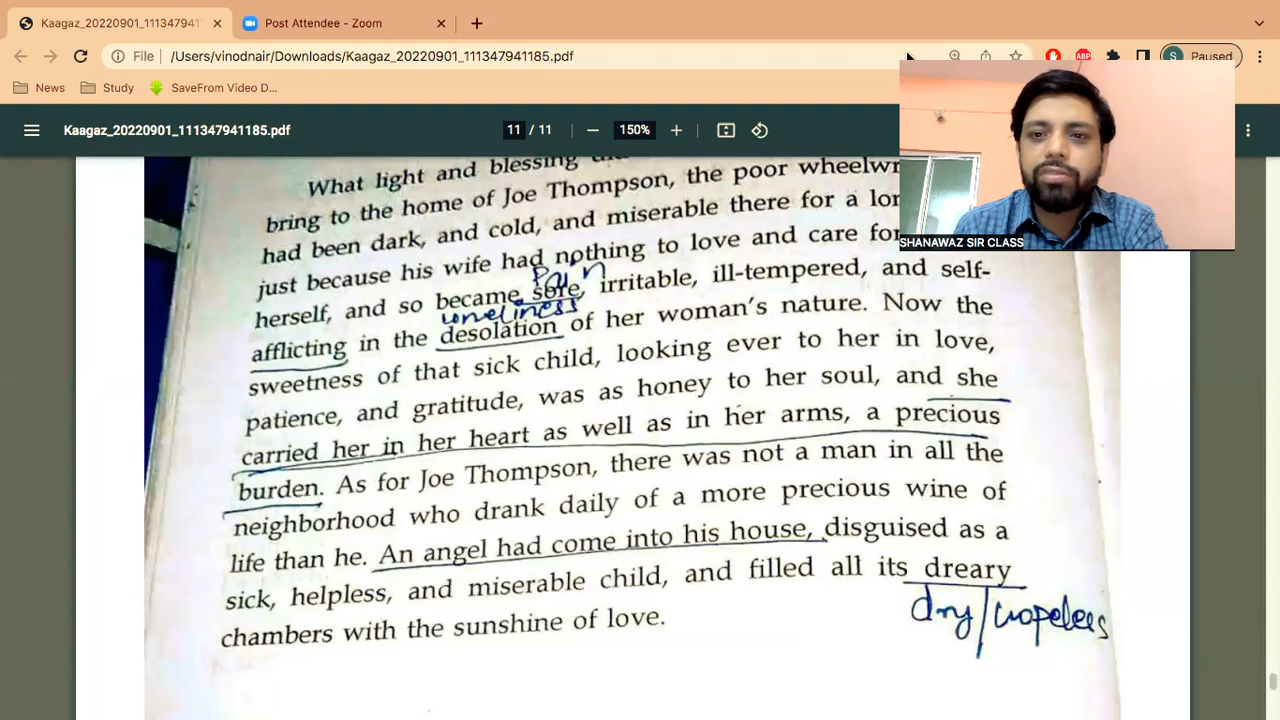 Kaagaz_20220901_1113479411
Post Attendee - Zoom
File
/Users/vinodnair/Downloads/Kaagaz_20220901_111347941185.pdf
ABP
S
Paused
News
Study
SaveFrom Video D...
Kaagaz_20220901_111347941185.pdf
11 / 11
150%
SHANAWAZ SIR CLASS
What light and blessing
bring to the home of Joe Thompson, the poor wheelwr
had been dark, and cold, and miserable there for a lon
just because his wife had nothing to love and care for
Pain
herself, and so became sore, irritable, ill-tempered, and self-
loneliness
afflicting in the desolation of her woman's nature. Now the
sweetness of that sick child, looking ever to her in love,
patience, and gratitude, was as honey to her soul, and she
carried her in her heart as well as in her arms, a precious
burden. As for Joe Thompson, there was not a man in all the
neighborhood who drank daily of a more precious wine of
life than he. An angel had come into his house, disguised as a
sick, helpless, and miserable child, and filled all its dreary
chambers with the sunshine of love.
dry/hopeless